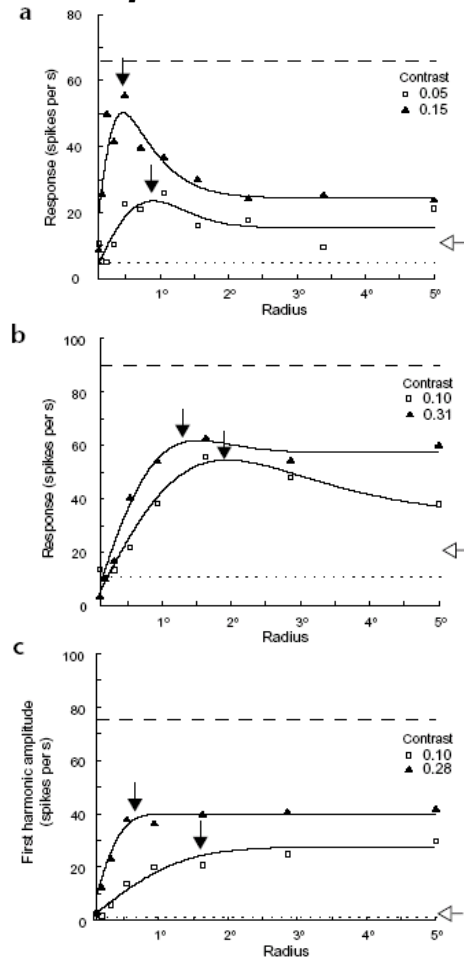 a
80
60
40
20
0
Response (spikes per s)
Contrast
0.05
0.15
1° 2° 3° 4° 5°
Radius
b
100
80
60
40
20
0
Response (spikes per s)
Contrast
0.10
0.31
1° 2° 3° 4° 5°
Radius
c
100
80
60
40
20
0
First harmonic amplitude
(spikes per s)
Contrast
0.10
0.28
1° 2° 3° 4° 5°
Radius